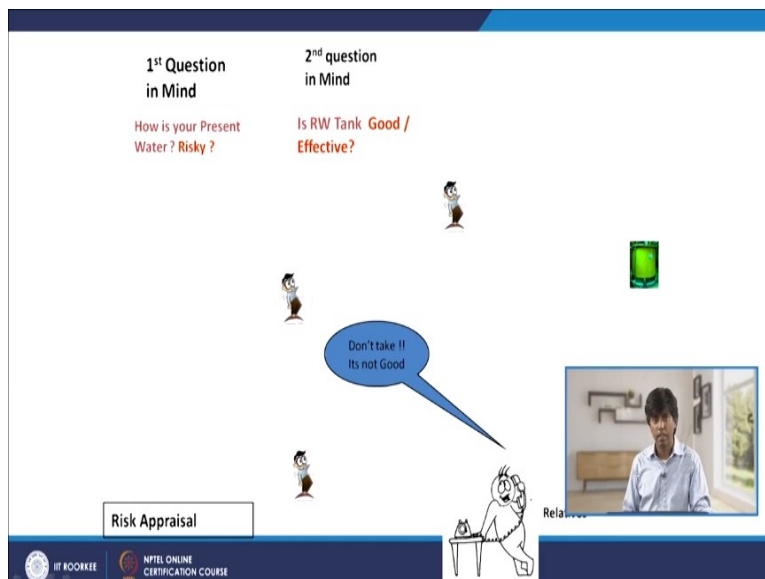 1st Question
in Mind
2nd question
in Mind
How is your Present
Water ? Risky ?
Is RW Tank Good /
Effective?
Don't take !!
Its not Good
Risk Appraisal
IIT ROORKEE
NPTEL ONLINE
CERTIFICATION COURSE